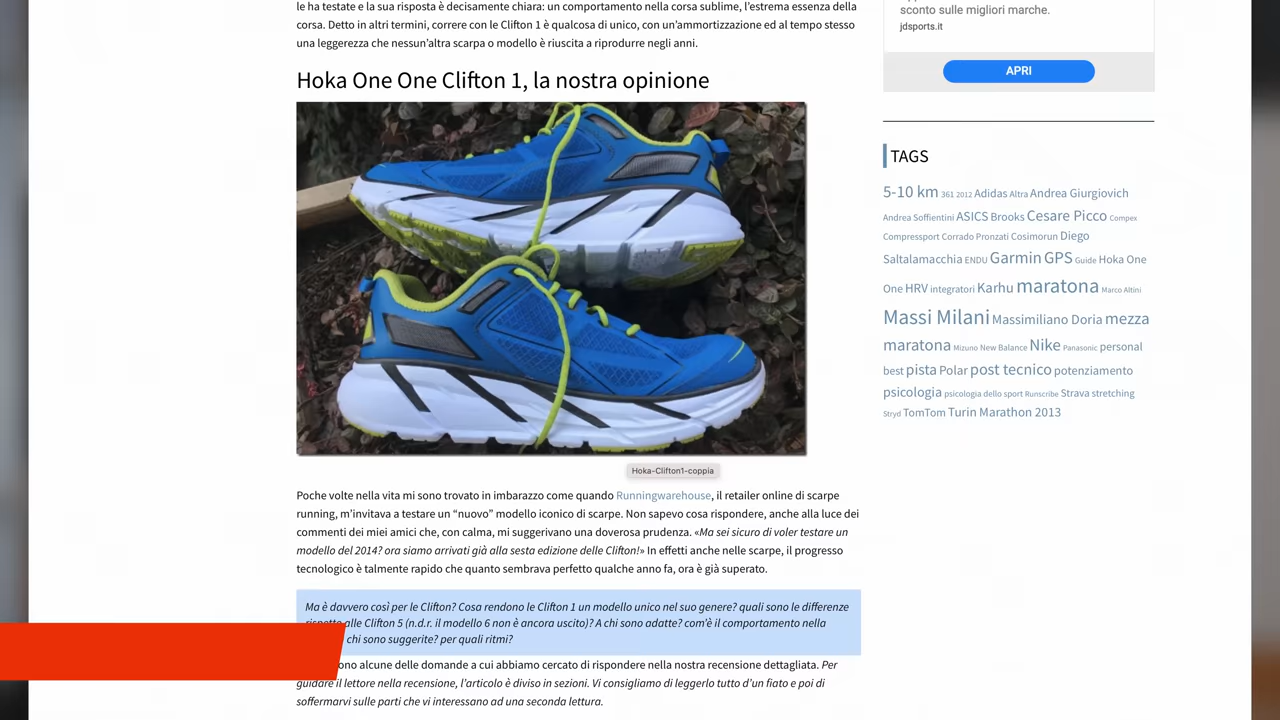 le ha testate e la sua risposta è decisamente chiara: un comportamento nella corsa sublime, l'estrema essenza della
corsa. Detto in altri termini, correre con le Clifton 1 è qualcosa di unico, con un'ammortizzazione ed al tempo stesso
una leggerezza che nessun'altra scarpa o modello è riuscita a riprodurre negli anni.
Hoka One One Clifton 1, la nostra opinione
Hoka-Clifton1-coppia
Poche volte nella vita mi sono trovato in imbarazzo come quando Runningwarehouse, il retailer online di scarpe
running, m'invitava a testare un “nuovo” modello iconico di scarpe. Non sapevo cosa rispondere, anche alla luce dei
commenti dei miei amici che, con calma, mi suggerivano una doverosa prudenza. «Ma sei sicuro di voler testare un
modello del 2014? ora siamo arrivati già alla sesta edizione delle Clifton!» In effetti anche nelle scarpe, il progresso
tecnologico è talmente rapido che quanto sembrava perfetto qualche anno fa, ora è già superato.
Ma è davvero così per le Clifton? Cosa rendono le Clifton 1 un modello unico nel suo genere? quali sono le differenze
rispetto alle Clifton 5 (n.d.r. il modello 6 non è ancora uscito)? A chi sono adatte? com'è il comportamento nella
chi sono suggerite? per quali ritmi?
ono alcune delle domande a cui abbiamo cercato di rispondere nella nostra recensione dettagliata. Per
guidare il lettore nella recensione, l'articolo è diviso in sezioni. Vi consigliamo di leggerlo tutto d'un fiato e poi di
soffermarvi sulle parti che vi interessano ad una seconda lettura.
sconto sulle migliori marche.
jdsports.it
APRI
TAGS
5-10 km 361 2012 Adidas Altra Andrea Giurgiovich
Andrea Soffientini ASICS Brooks Cesare Picco Compex
Compressport Corrado Pronzati Cosimorun Diego
Saltalamacchia ENDU Garmin GPS Guide Hoka One
One HRV integratori Karhu maratona Marco Altini
Massi Milani Massimiliano Doria mezza
maratona Mizuno New Balance Nike Panasonic personal
best pista Polar post tecnico potenziamento
psicologia psicologia dello sport Runscribe Strava stretching
Stryd TomTom Turin Marathon 2013